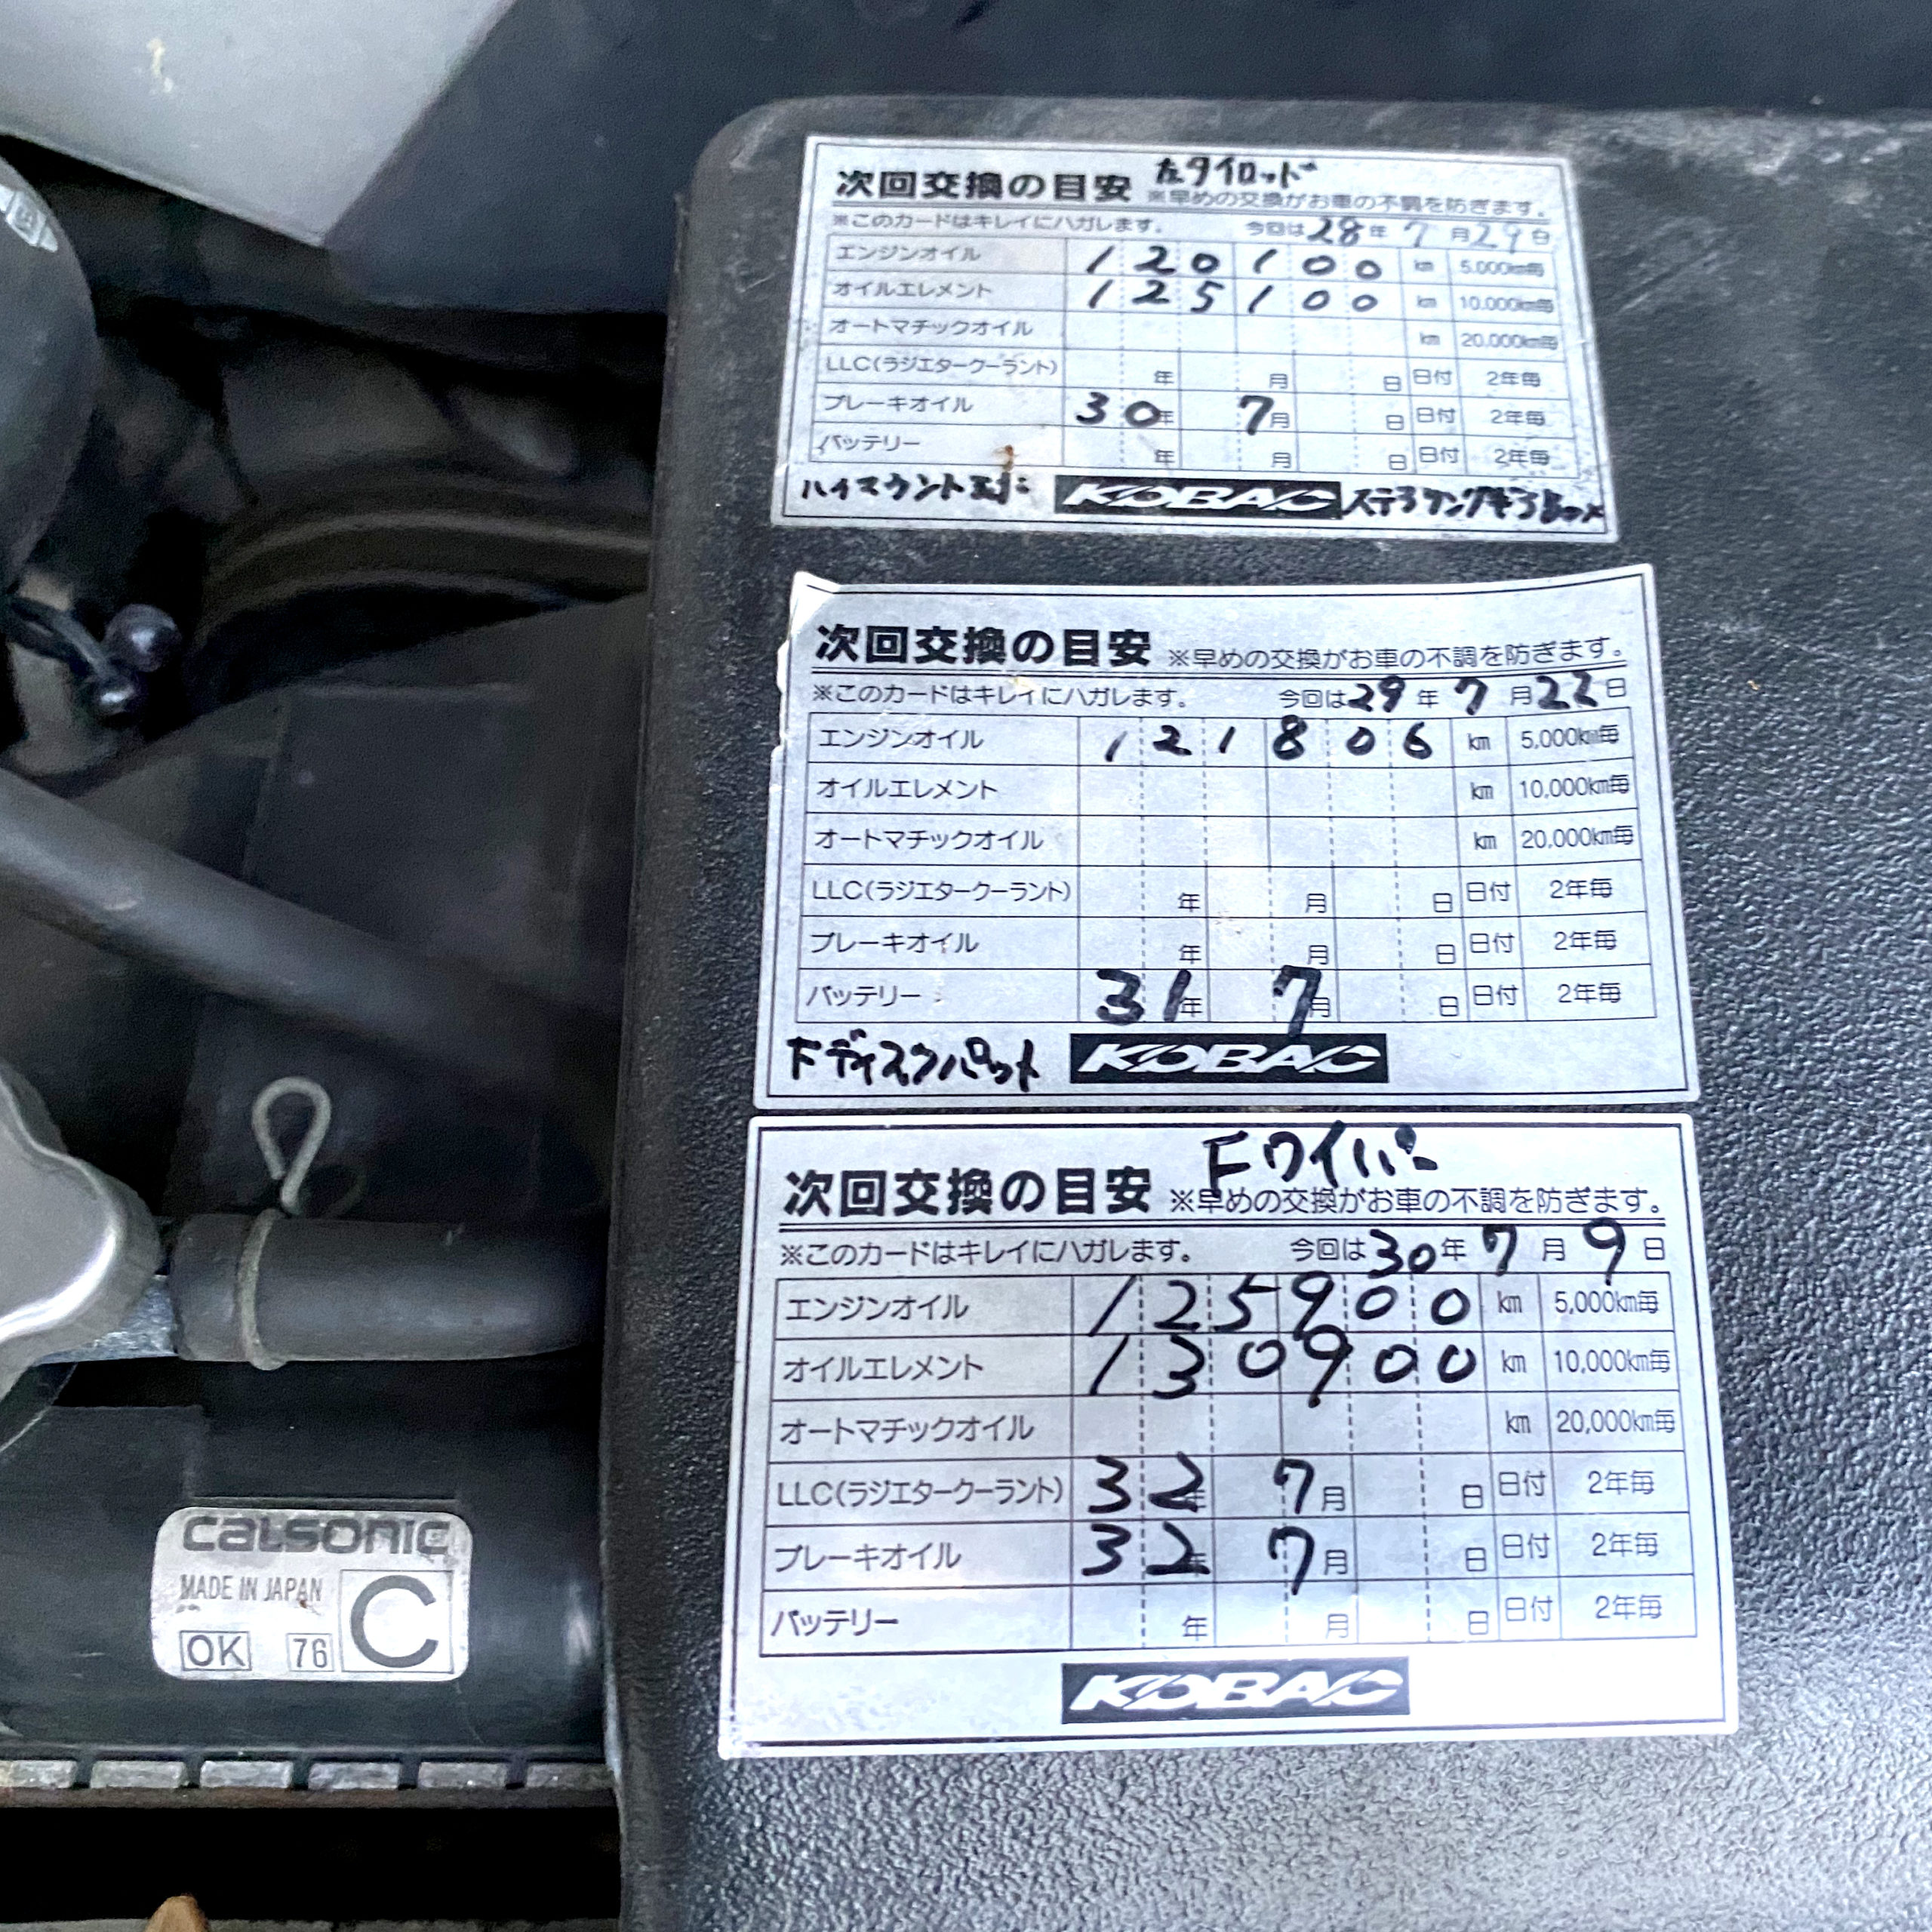 次回交換の目安 左タイロッド
※早めの交換がお車の不調を防ぎます。
※このカードはキレイにハガレます。 今回は28年 7月29日
エンジンオイル 120100 km 5,000km毎
オイルエレメント 125100 km 10,000km毎
オートマチックオイル km 20,000km毎
LLC(ラジエタークーラント) 年 月 日 日付 2年毎
ブレーキオイル 30年 7月 日 日付 2年毎
バッテリー 年 月 日 日付 2年毎
ハイマウント KOBAC ステアリングギアBox
次回交換の目安 ※早めの交換がお車の不調を防ぎます。
※このカードはキレイにハガレます。 今回は29年 7月22日
エンジンオイル 121806 km 5,000km毎
オイルエレメント km 10,000km毎
オートマチックオイル km 20,000km毎
LLC(ラジエタークーラント) 年 月 日 日付 2年毎
ブレーキオイル 年 月 日 日付 2年毎
バッテリー 31年 7月 日 日付 2年毎
Fディスクパット KOBAC
Fワイパー
次回交換の目安 ※早めの交換がお車の不調を防ぎます。
※このカードはキレイにハガレます。 今回は30年 7月 9日
エンジンオイル 125900 km 5,000km毎
オイルエレメント 130900 km 10,000km毎
オートマチックオイル km 20,000km毎
LLC(ラジエタークーラント) 32年 7月 日 日付 2年毎
ブレーキオイル 32年 7月 日 日付 2年毎
バッテリー 年 月 日 日付 2年毎
KOBAC
CALSONIC
MADE IN JAPAN
OK 76 C